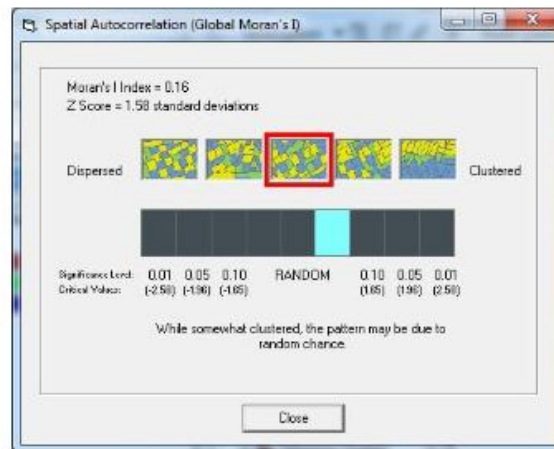 Spatial Autocorrelation (Global Moran's I)
Moran's I Index = 0.16
Z Score = 1.58 standard deviations
Dispersed
Clustered
Significance Level: 0.01 0.05 0.10 RANDOM 0.10 0.05 0.01
Critical Values: (-2.58) (-1.96) (-1.65) (1.65) (1.96) (2.58)
While somewhat clustered, the pattern may be due to
random chance.
Close